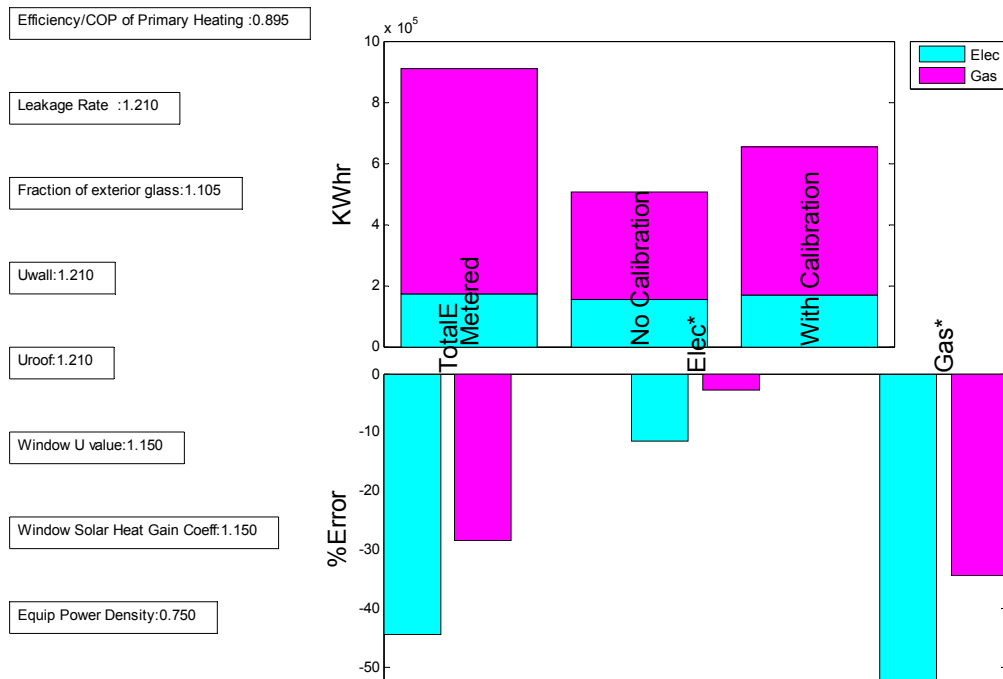 Efficiency/COP of Primary Heating :0.895
Leakage Rate :1.210
Fraction of exterior glass:1.105
Uwall:1.210
Uroof:1.210
Window U value:1.150
Window Solar Heat Gain Coeff:1.150
Equip Power Density:0.750
x 10^5
10
8
6
4
2
0
KWhr
Metered
No Calibration
With Calibration
Elec
Gas
TotalE
Elec*
Gas*
0
-10
-20
-30
-40
-50
%Error